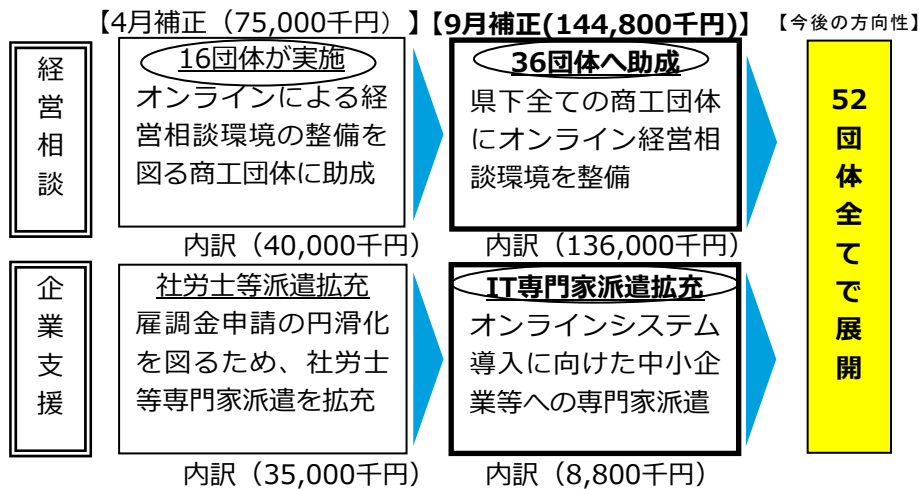 【4月補正（75,000千円）】【9月補正(144,800千円)】 【今後の方向性】
経営相談
16団体が実施
オンラインによる経
営相談環境の整備を
図る商工団体に助成
内訳（40,000千円）
36団体へ助成
県下全ての商工団体
にオンライン経営相
談環境を整備
内訳（136,000千円）
企業支援
社労士等派遣拡充
雇調金申請の円滑化
を図るため、社労士
等専門家派遣を拡充
内訳（35,000千円）
IT専門家派遣拡充
オンラインシステム
導入に向けた中小企
業等への専門家派遣
内訳（8,800千円）
52団体全てで展開